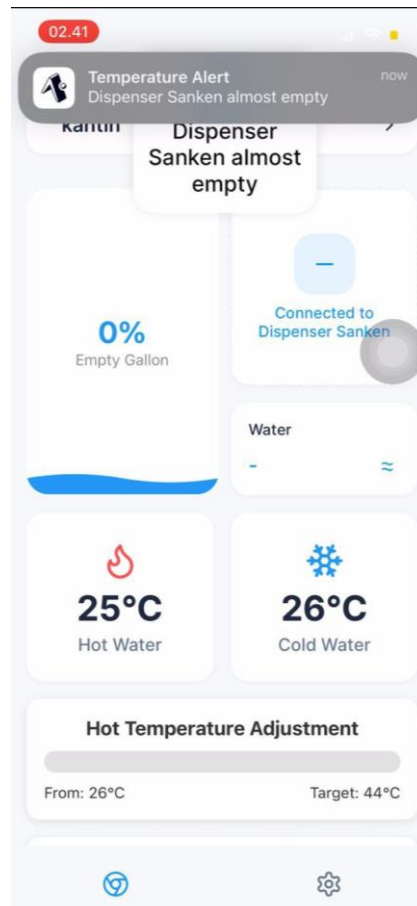 02.41
Temperature Alert
now
Dispenser Sanken almost empty
kantin
Dispenser
Sanken almost
empty
0%
Empty Gallon
Connected to
Dispenser Sanken
Water
-
≈
25°C
Hot Water
26°C
Cold Water
Hot Temperature Adjustment
From: 26°C
Target: 44°C